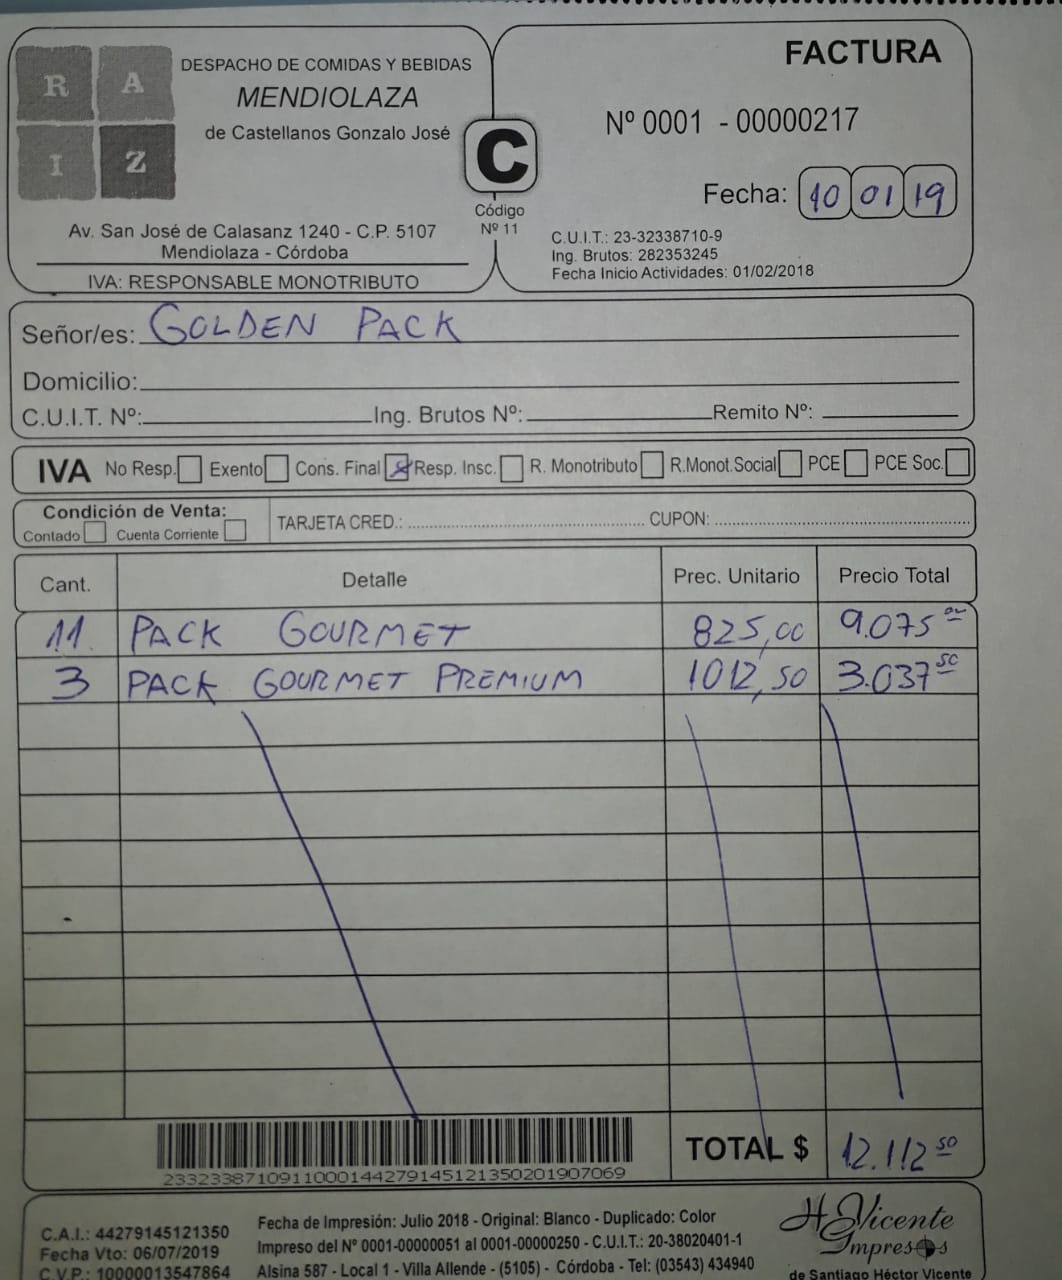 R A
I Z
DESPACHO DE COMIDAS Y BEBIDAS
MENDIOLAZA
de Castellanos Gonzalo José
Av. San José de Calasanz 1240 - C.P. 5107
Mendiolaza - Córdoba
IVA: RESPONSABLE MONOTRIBUTO
C
Código
Nº 11
FACTURA
Nº 0001 - 00000217
Fecha: 10 01 19
C.U.I.T.: 23-32338710-9
Ing. Brutos: 282353245
Fecha Inicio Actividades: 01/02/2018
Señor/es: GOLDEN PACK
Domicilio:
C.U.I.T. Nº: Ing. Brutos Nº: Remito Nº:
IVA No Resp. Exento Cons. Final Resp. Insc. R. Monotributo R.Monot.Social PCE PCE Soc.
Condición de Venta:
Contado Cuenta Corriente
TARJETA CRED.: CUPON:
Cant. Detalle Prec. Unitario Precio Total
11 PACK GOURMET 825,00 9.075 00
3 PACK GOURMET PREMIUM 1012,50 3.037 50
TOTAL $ 12.112 50
2332338710911000144279145121350201907069
C.A.I.: 44279145121350
Fecha Vto: 06/07/2019
C.V.P.: 10000013547864
Fecha de Impresión: Julio 2018 - Original: Blanco - Duplicado: Color
Impreso del Nº 0001-00000051 al 0001-00000250 - C.U.I.T.: 20-38020401-1
Alsina 587 - Local 1 - Villa Allende - (5105) - Córdoba - Tel: (03543) 434940
H Vicente
Impresos
de Santiago Héctor Vicente